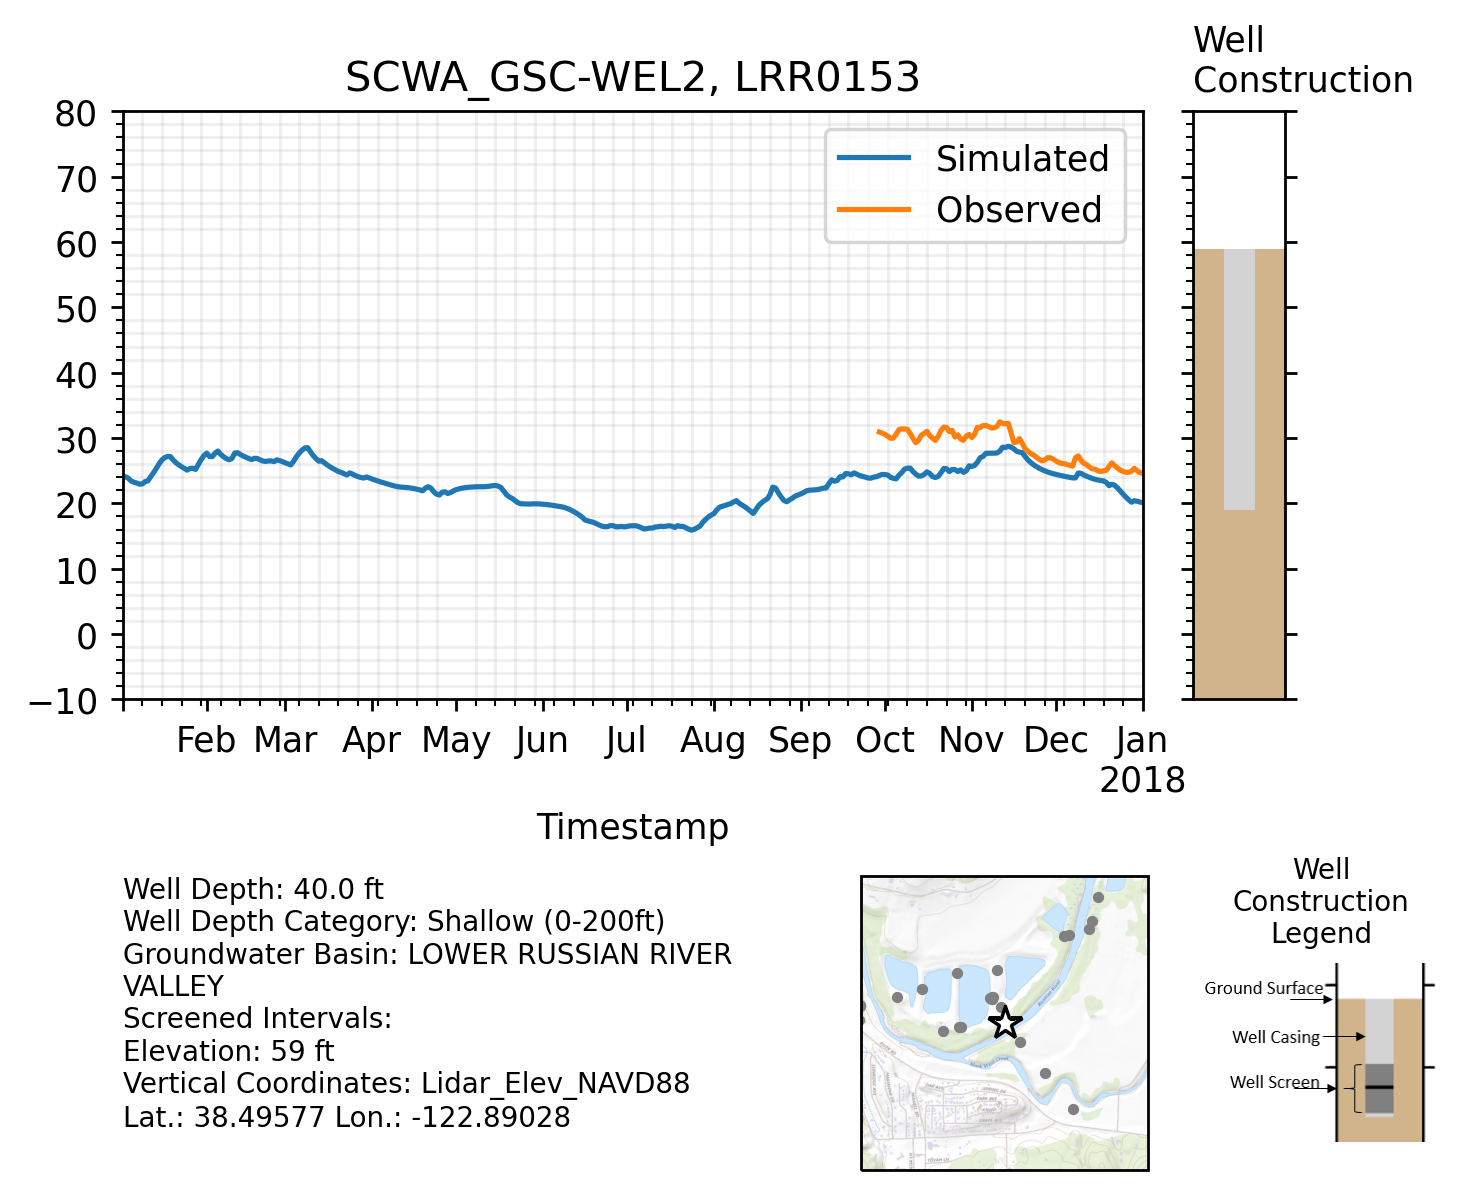 Well
Construction
SCWA_GSC-WEL2, LRR0153
80
70
60
50
40
30
20
10
0
−10
Simulated
Observed
Feb Mar Apr May Jun Jul Aug Sep Oct Nov Dec Jan
2018
Timestamp
Well Depth: 40.0 ft
Well Depth Category: Shallow (0-200ft)
Groundwater Basin: LOWER RUSSIAN RIVER
VALLEY
Screened Intervals:
Elevation: 59 ft
Vertical Coordinates: Lidar_Elev_NAVD88
Lat.: 38.49577 Lon.: -122.89028
Well
Construction
Legend
Ground Surface
Well Casing
Well Screen